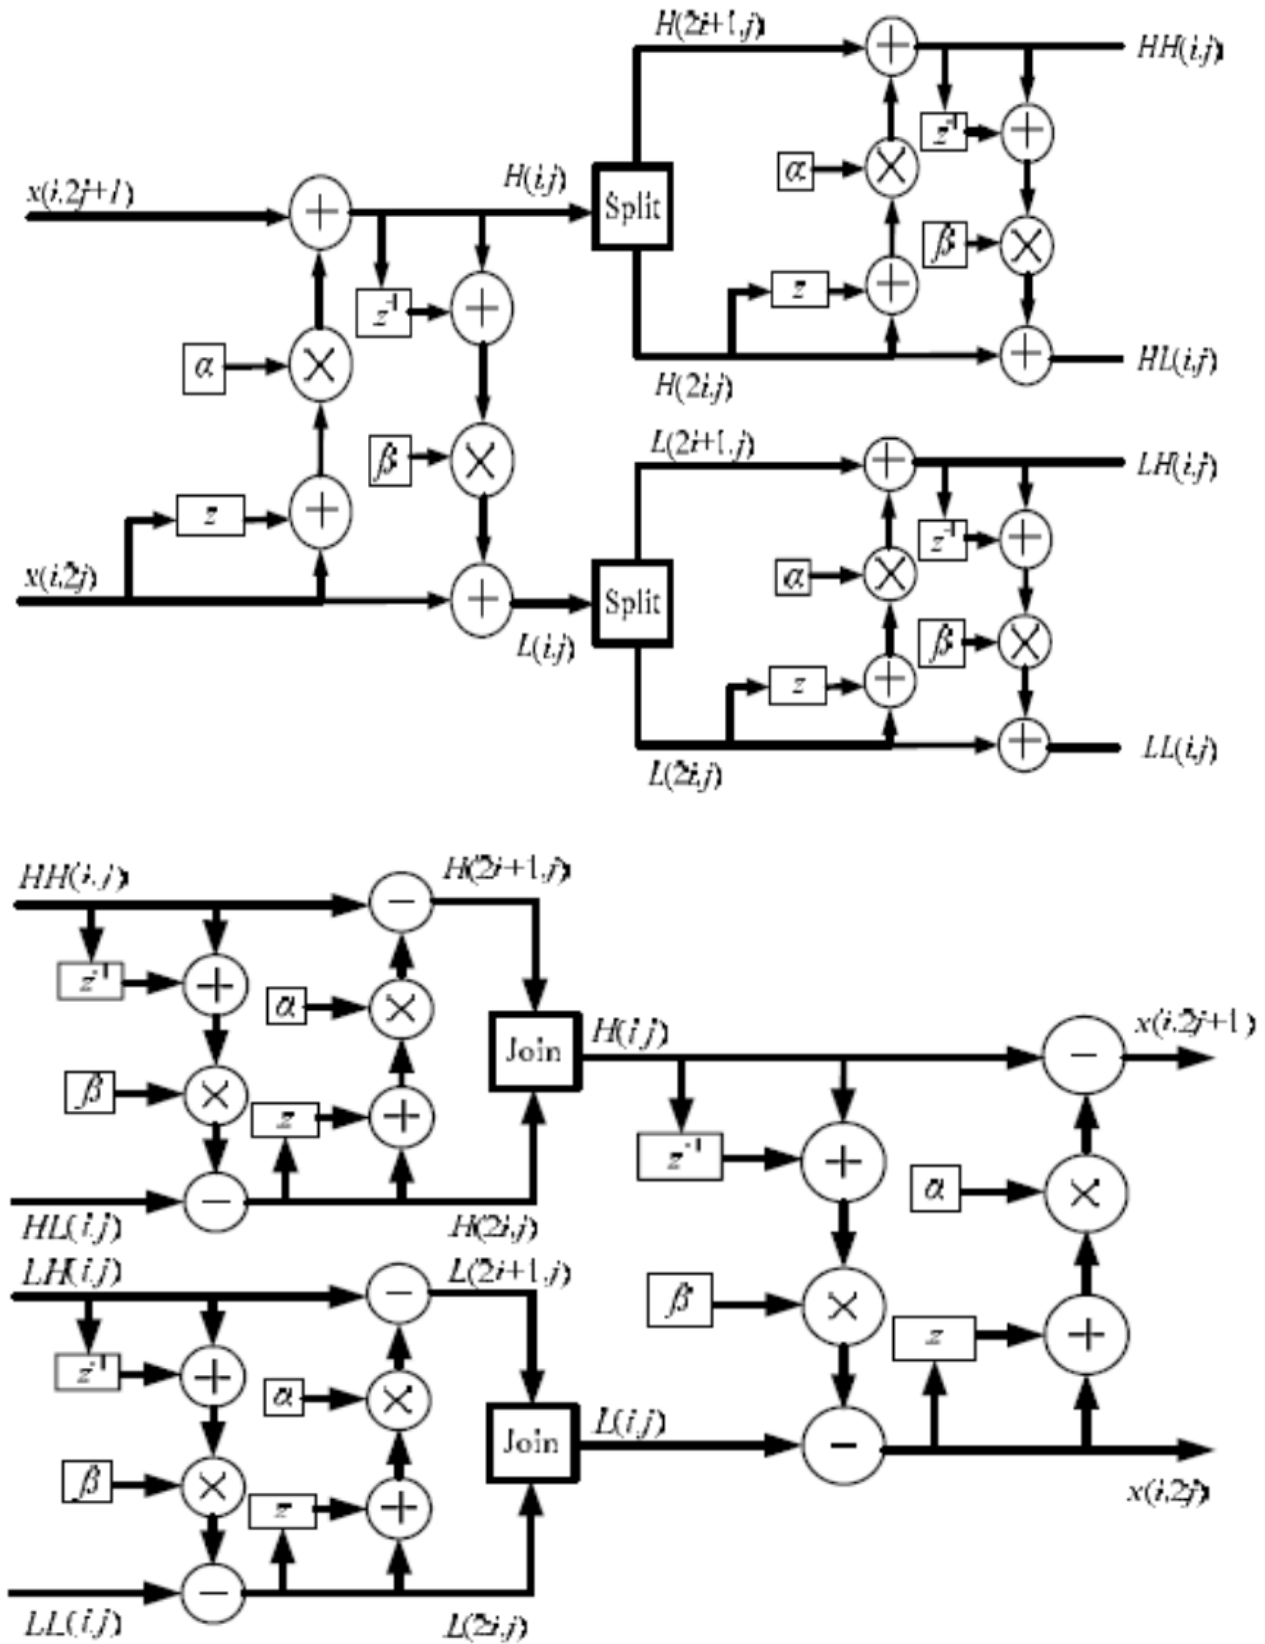 H(2i+1,j)
HH(i,j)
z⁻¹
α
x(i,2j+1)
H(i,j)
Split
β
z
z⁻¹
HL(i,j)
α
H(2i,j)
L(2i+1,j)
LH(i,j)
β
z
z⁻¹
α
x(i,2j)
Split
β
L(i,j)
z
LL(i,j)
L(2i,j)
HH(i,j)
H(2i+1,j)
z⁻¹
α
x(i,2j+1)
H(i,j)
Join
β
z
z⁻¹
α
HL(i,j)
H(2i,j)
LH(i,j)
L(2i+1,j)
β
z
z⁻¹
α
L(i,j)
Join
β
x(i,2j)
z
LL(i,j)
L(2i,j)